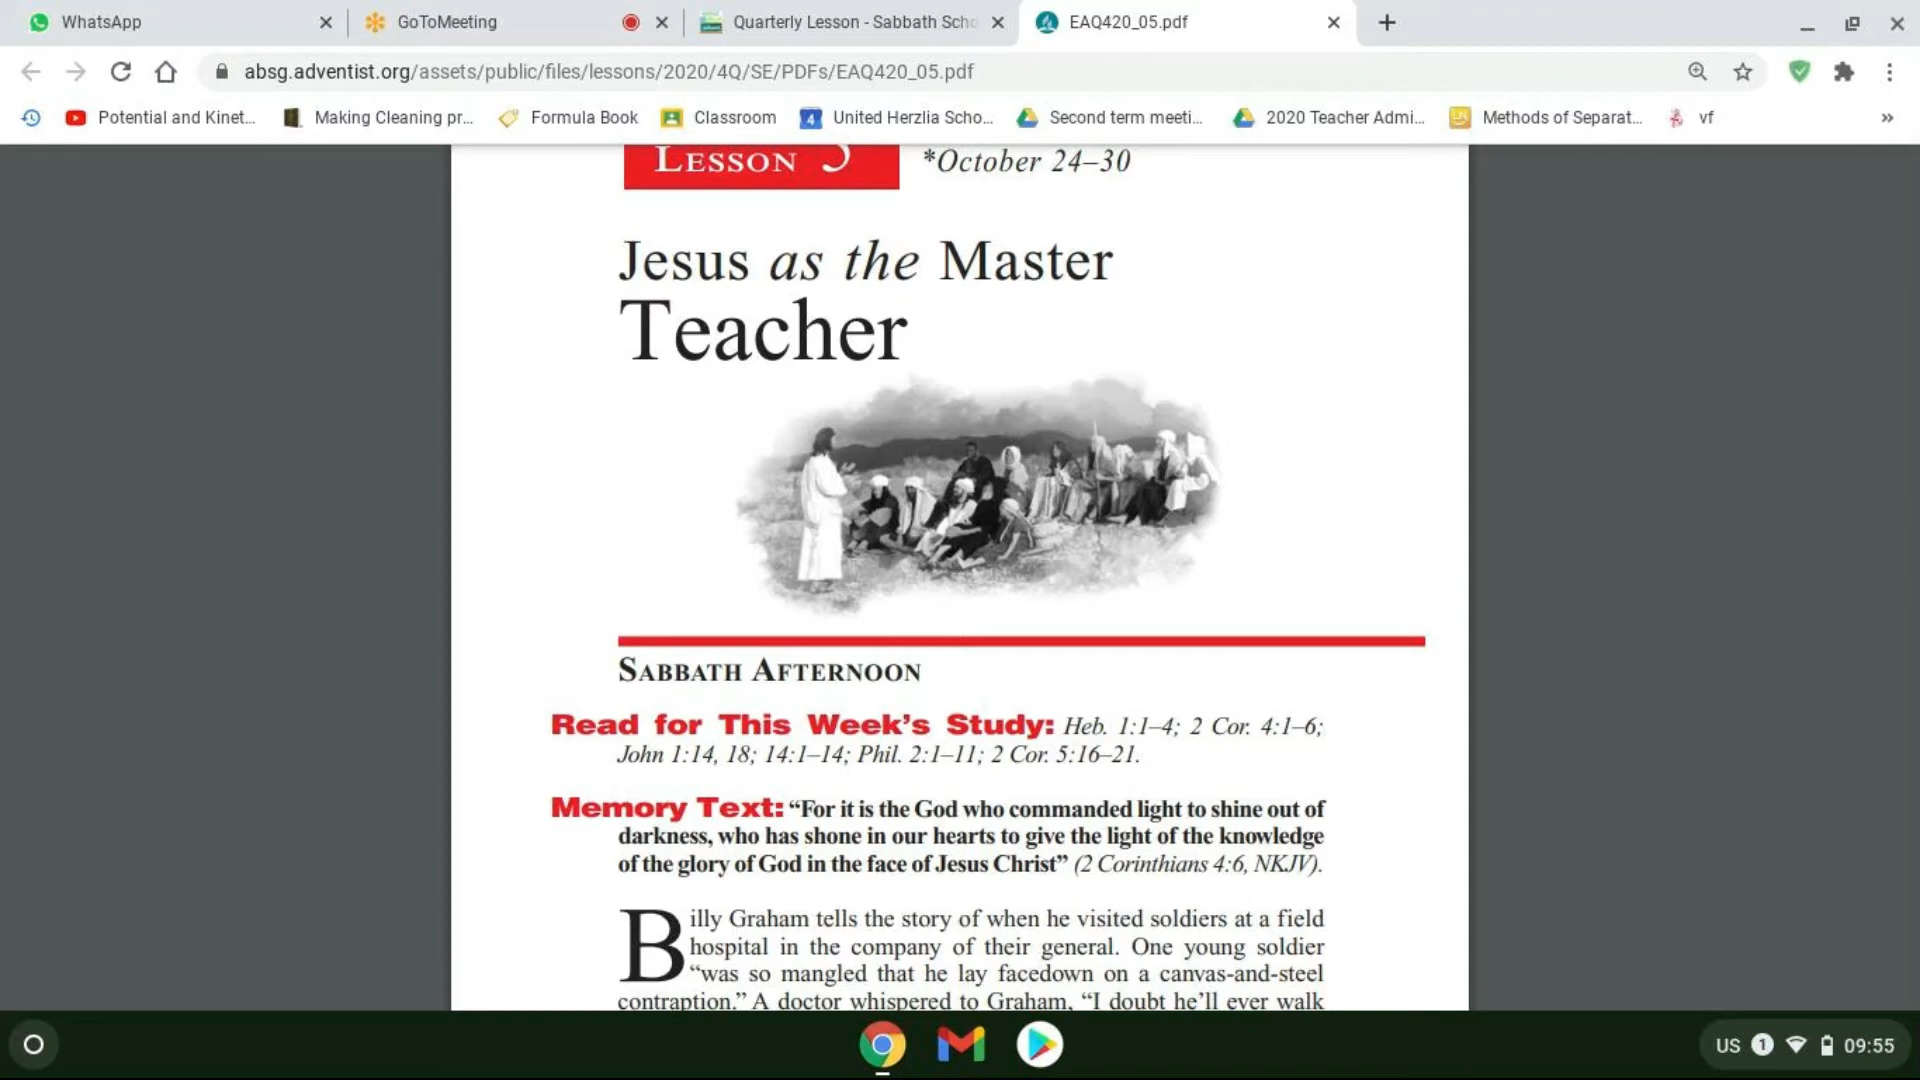 WhatsApp
GoToMeeting
Quarterly Lesson - Sabbath Scho
EAQ420_05.pdf
absg.adventist.org/assets/public/files/lessons/2020/4Q/SE/PDFs/EAQ420_05.pdf
Potential and Kinet...
Making Cleaning pr...
Formula Book
Classroom
4
United Herzlia Scho...
Second term meeti...
2020 Teacher Admi...
Methods of Separat...
vf
LESSON 5
*October 24–30
Jesus as the Master
Teacher
SABBATH AFTERNOON
Read for This Week’s Study: Heb. 1:1–4; 2 Cor. 4:1–6;
John 1:14, 18; 14:1–14; Phil. 2:1–11; 2 Cor. 5:16–21.
Memory Text: “For it is the God who commanded light to shine out of
darkness, who has shone in our hearts to give the light of the knowledge
of the glory of God in the face of Jesus Christ” (2 Corinthians 4:6, NKJV).
Billy Graham tells the story of when he visited soldiers at a field
hospital in the company of their general. One young soldier
“was so mangled that he lay facedown on a canvas-and-steel
contraption.” A doctor whispered to Graham, “I doubt he’ll ever walk
US 1 09:55